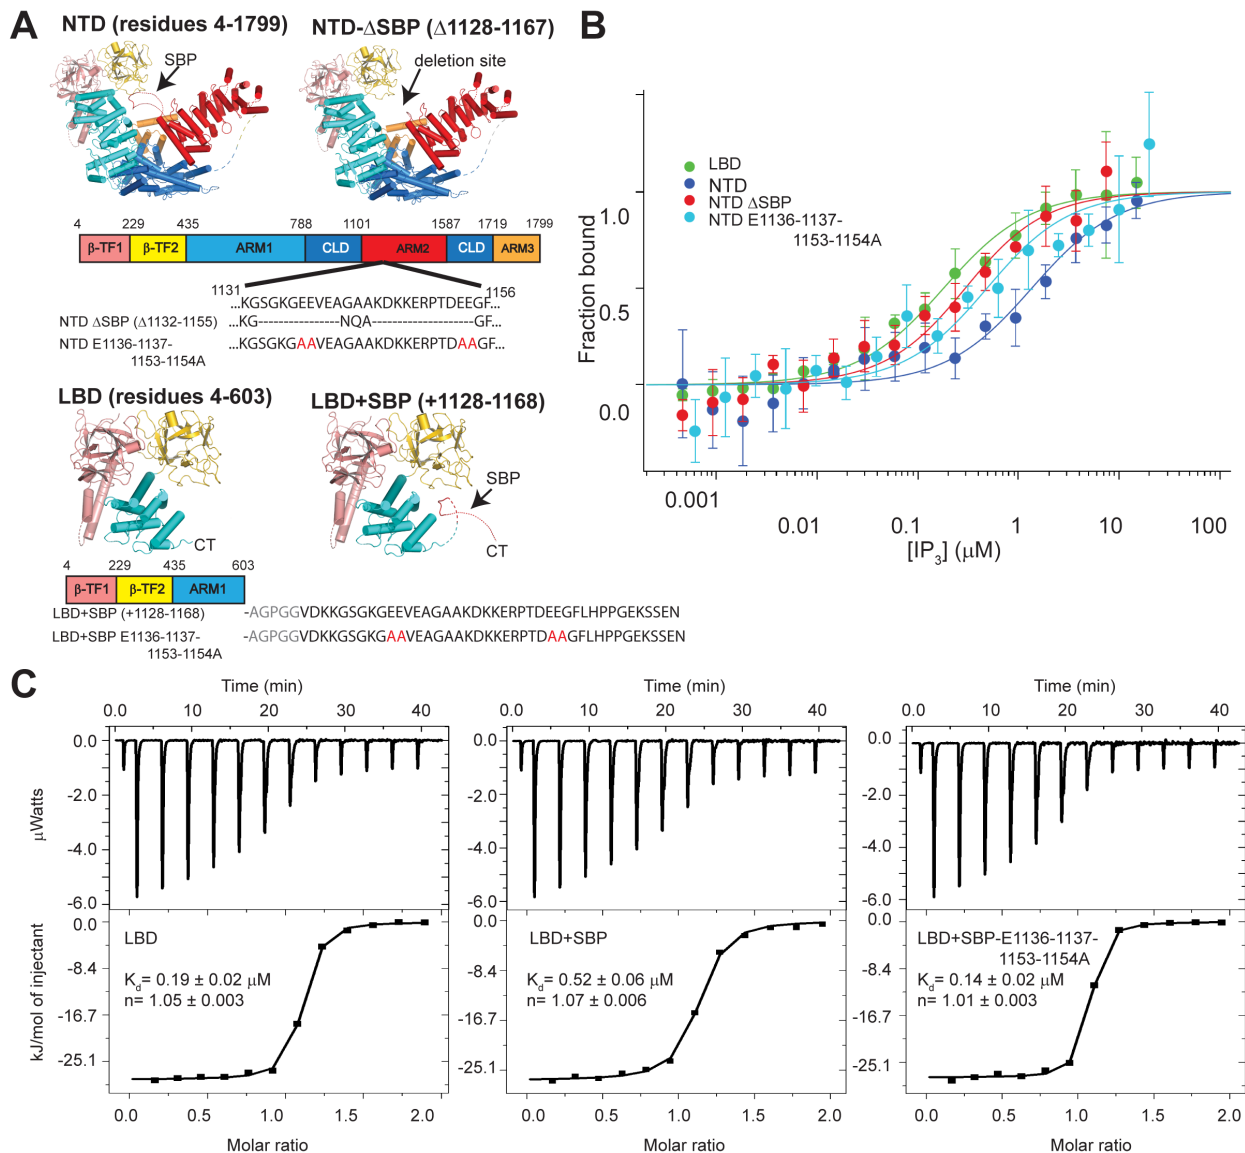 A
NTD (residues 4-1799)
NTD-ΔSBP (Δ1128-1167)
SBP
deletion site
4 229 435 788 1101 1587 1719 1799
β-TF1 β-TF2 ARM1 CLD ARM2 CLD ARM3
1131 1156
...KGSGKGEEVEAGAAKDKKERPTDEEGF...
NTD ΔSBP (Δ1132-1155) ...KG----------------NQA--------------------GF...
NTD E1136-1137- ...KGSGKGAAVEAGAAKDKKERPTDAAGF...
1153-1154A
LBD (residues 4-603)
LBD+SBP (+1128-1168)
SBP
CT
CT
4 229 435 603
β-TF1 β-TF2 ARM1
LBD+SBP (+1128-1168) -AGPGGVDKKGSGKGEEVEAGAAKDKKERPTDEEGFLHPPGEKSSEN
LBD+SBP E1136-1137- -AGPGGVDKKGSGKGAAVEAGAAKDKKERPTDAAGFLHPPGEKSSEN
1153-1154A
B
LBD
NTD
NTD ΔSBP
NTD E1136-1137-
1153-1154A
Fraction bound
1.0
0.5
0.0
0.001 0.01 0.1 1 10 100
[IP3] (μM)
C
Time (min)
0.0 10 20 30 40
μWatts
0.0
-2.0
-4.0
-6.0
kJ/mol of injectant
0.0
-8.4
-16.7
-25.1
LBD
Kd= 0.19 ± 0.02 μM
n= 1.05 ± 0.003
0.0 0.5 1.0 1.5 2.0
Molar ratio
Time (min)
0.0 10 20 30 40
0.0
-2.0
-4.0
-6.0
0.0
-8.4
-16.7
-25.1
LBD+SBP
Kd= 0.52 ± 0.06 μM
n= 1.07 ± 0.006
0.0 0.5 1.0 1.5 2.0
Molar ratio
Time (min)
0.0 10 20 30 40
0.0
-2.0
-4.0
-6.0
0.0
-8.4
-16.7
-25.1
LBD+SBP-E1136-1137-
1153-1154A
Kd= 0.14 ± 0.02 μM
n= 1.01 ± 0.003
0.0 0.5 1.0 1.5 2.0
Molar ratio